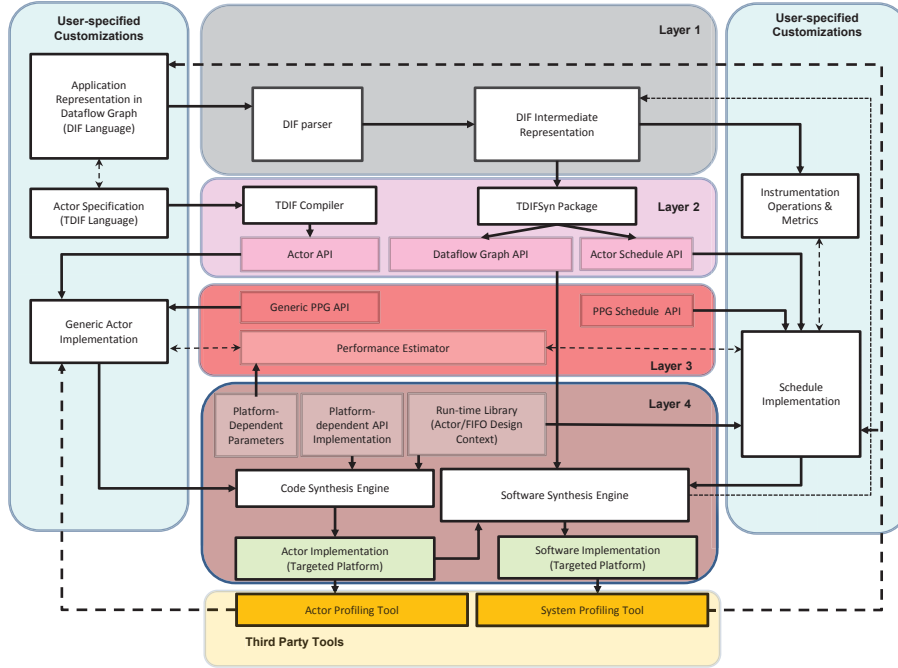 User-specified
Customizations
Layer 1
User-specified
Customizations
Application
Representation in
Dataflow Graph
(DIF Language)
DIF parser
DIF Intermediate
Representation
Actor Specification
(TDIF Language)
TDIF Compiler
TDIFSyn Package
Layer 2
Instrumentation
Operations &
Metrics
Actor API
Dataflow Graph API
Actor Schedule API
Generic PPG API
PPG Schedule API
Generic Actor
Implementation
Performance Estimator
Layer 3
Schedule
Implementation
Platform-
Dependent
Parameters
Platform-
dependent API
Implementation
Run-time Library
(Actor/FIFO Design
Context)
Layer 4
Code Synthesis Engine
Software Synthesis Engine
Actor Implementation
(Targeted Platform)
Software Implementation
(Targeted Platform)
Actor Profiling Tool
System Profiling Tool
Third Party Tools